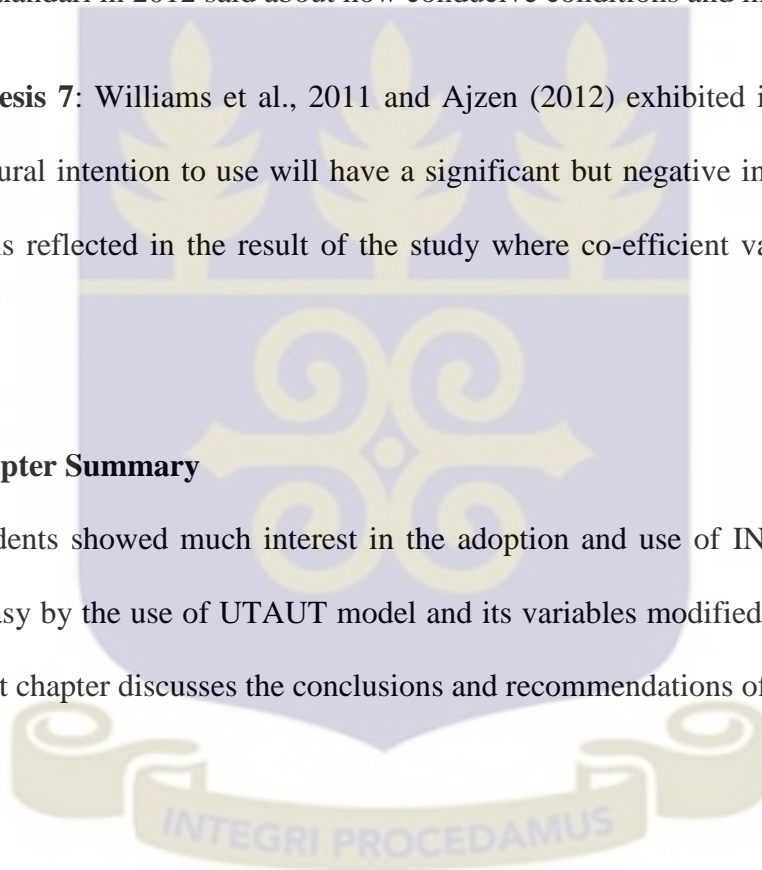 in 2012 said about how conducive conditions and
esis 7: Williams et al., 2011 and Ajzen (2012) exhibited i
ural intention to use will have a significant but negative in
s reflected in the result of the study where co-efficient va
pter Summary
dents showed much interest in the adoption and use of IN
asy by the use of UTAUT model and its variables modified
t chapter discusses the conclusions and recommendations of
INTEGRI PROCEDAMUS